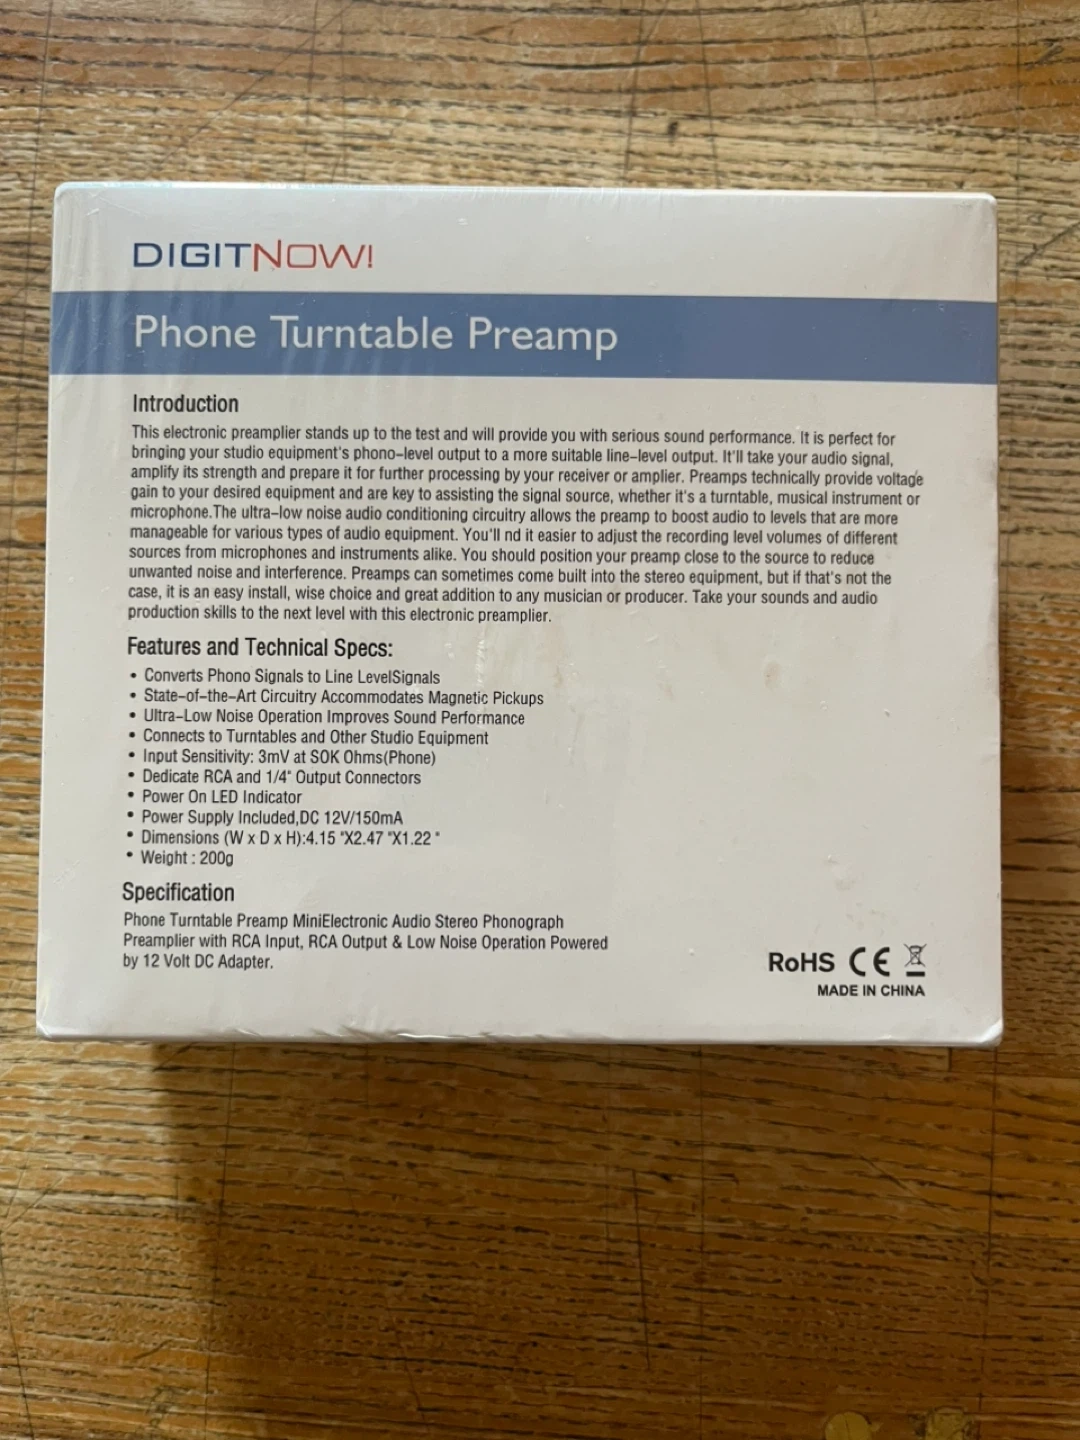 DIGITNOW!
Phone Turntable Preamp
Introduction
This electronic preamplier stands up to the test and will provide you with serious sound performance. It is perfect for
bringing your studio equipment's phono-level output to a more suitable line-level output. It'll take your audio signal,
amplify its strength and prepare it for further processing by your receiver or amplier. Preamps technically provide voltage
gain to your desired equipment and are key to assisting the signal source, whether it's a turntable, musical instrument or
microphone.The ultra-low noise audio conditioning circuitry allows the preamp to boost audio to levels that are more
manageable for various types of audio equipment. You'll nd it easier to adjust the recording level volumes of different
sources from microphones and instruments alike. You should position your preamp close to the source to reduce
unwanted noise and interference. Preamps can sometimes come built into the stereo equipment, but if that's not the
case, it is an easy install, wise choice and great addition to any musician or producer. Take your sounds and audio
production skills to the next level with this electronic preamplier.
Features and Technical Specs:
• Converts Phono Signals to Line LevelSignals
• State-of-the-Art Circuitry Accommodates Magnetic Pickups
• Ultra-Low Noise Operation Improves Sound Performance
• Connects to Turntables and Other Studio Equipment
• Input Sensitivity: 3mV at SOK Ohms(Phone)
• Dedicate RCA and 1/4" Output Connectors
• Power On LED Indicator
• Power Supply Included,DC 12V/150mA
• Dimensions (W x D x H):4.15 "X2.47 "X1.22 "
• Weight : 200g
Specification
Phone Turntable Preamp MiniElectronic Audio Stereo Phonograph
Preamplier with RCA Input, RCA Output & Low Noise Operation Powered
by 12 Volt DC Adapter.
RoHS CE
MADE IN CHINA